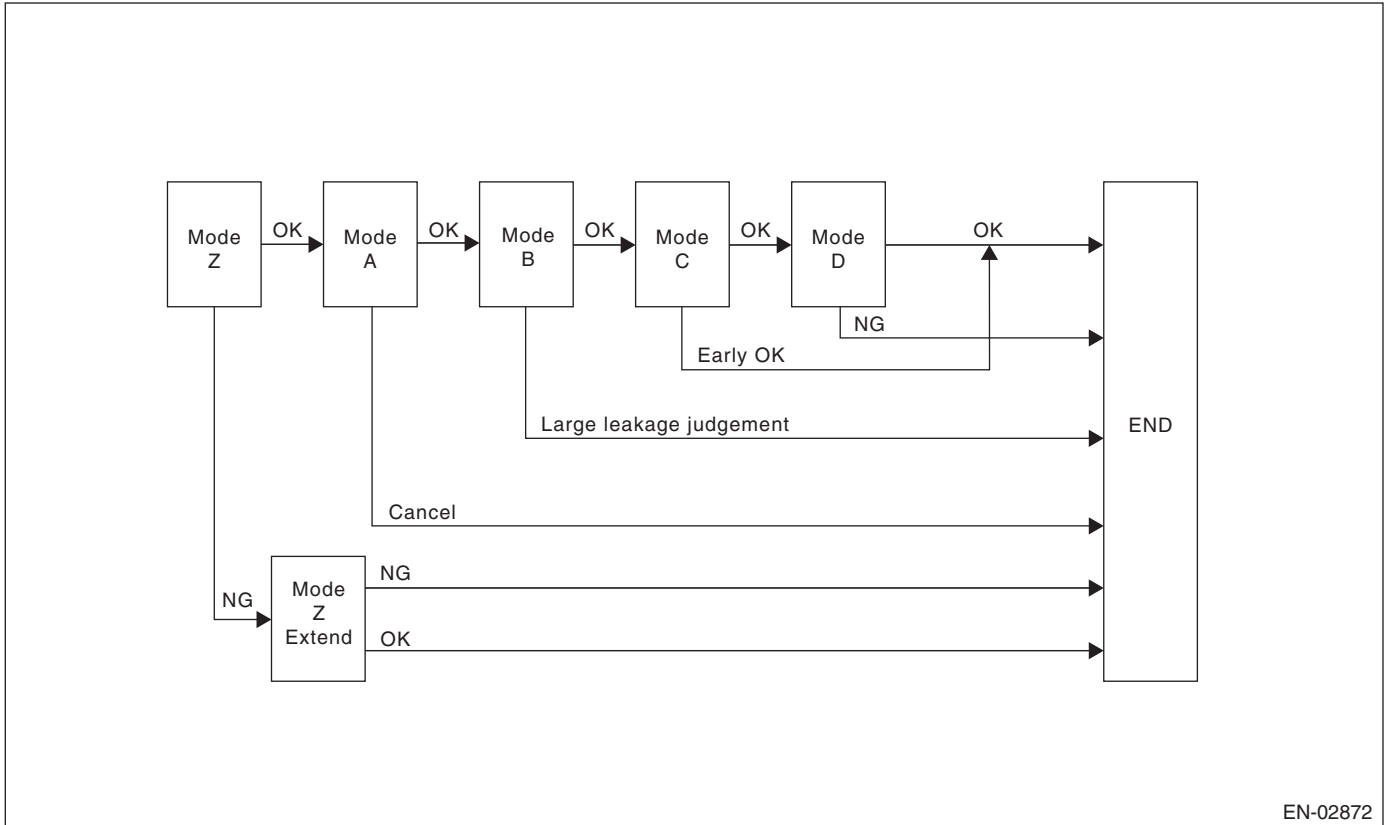 Mode
Z
OK
Mode
A
OK
Mode
B
OK
Mode
C
OK
Mode
D
OK
NG
Early OK
Large leakage judgement
END
Cancel
NG
Mode
Z
Extend
NG
OK
EN-02872